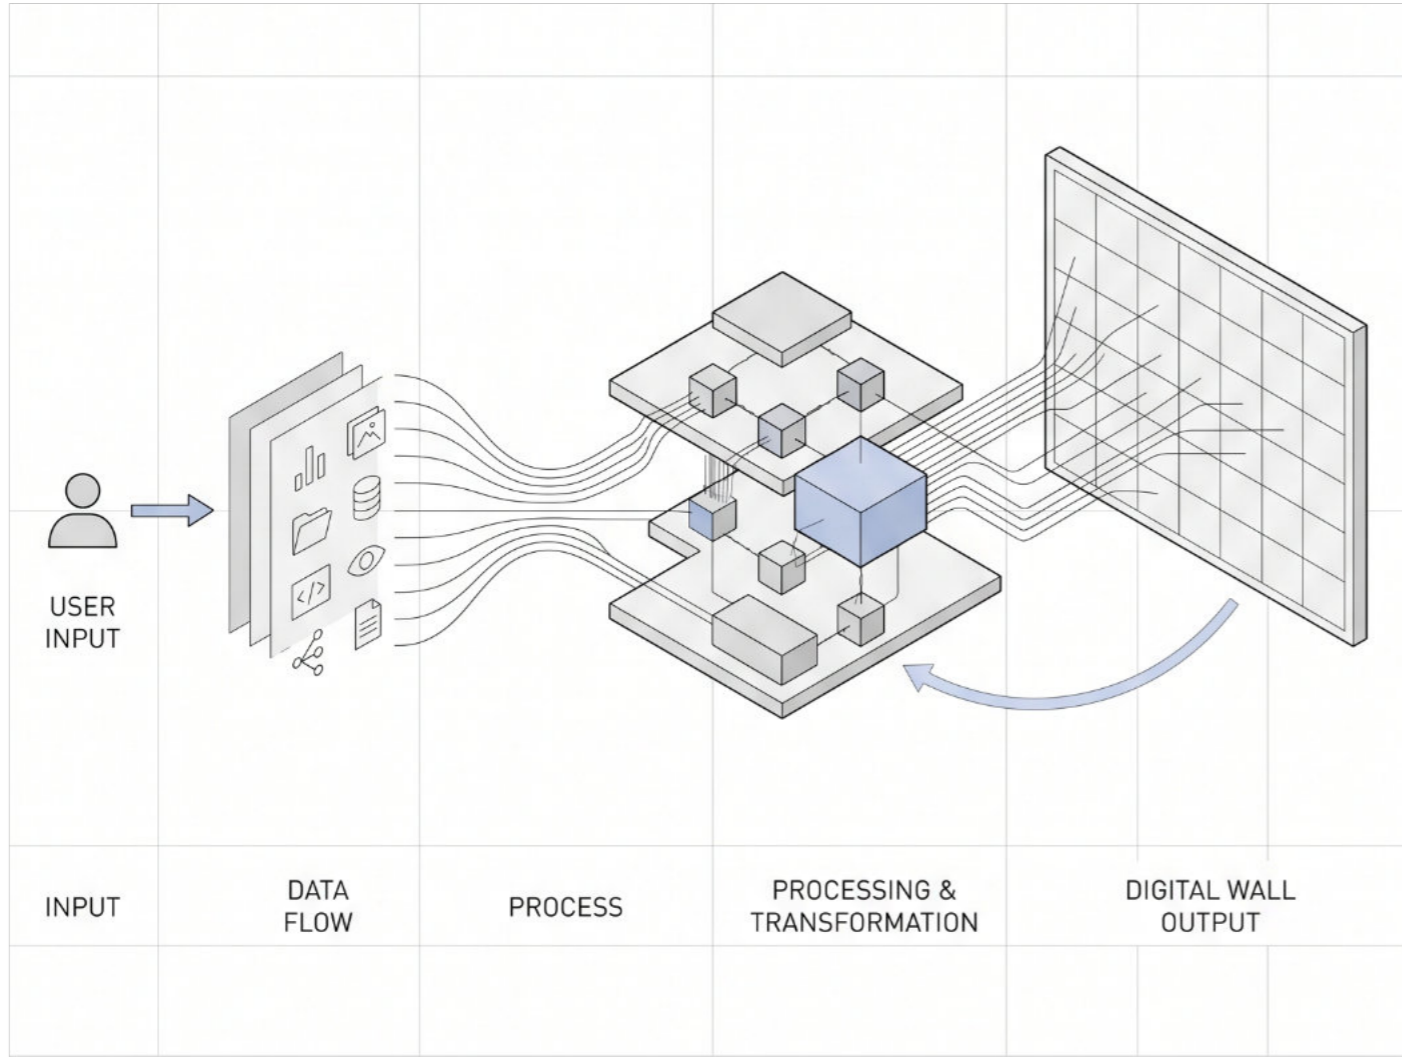 USER
INPUT
INPUT
DATA
FLOW
PROCESS
PROCESSING &
TRANSFORMATION
DIGITAL WALL
OUTPUT